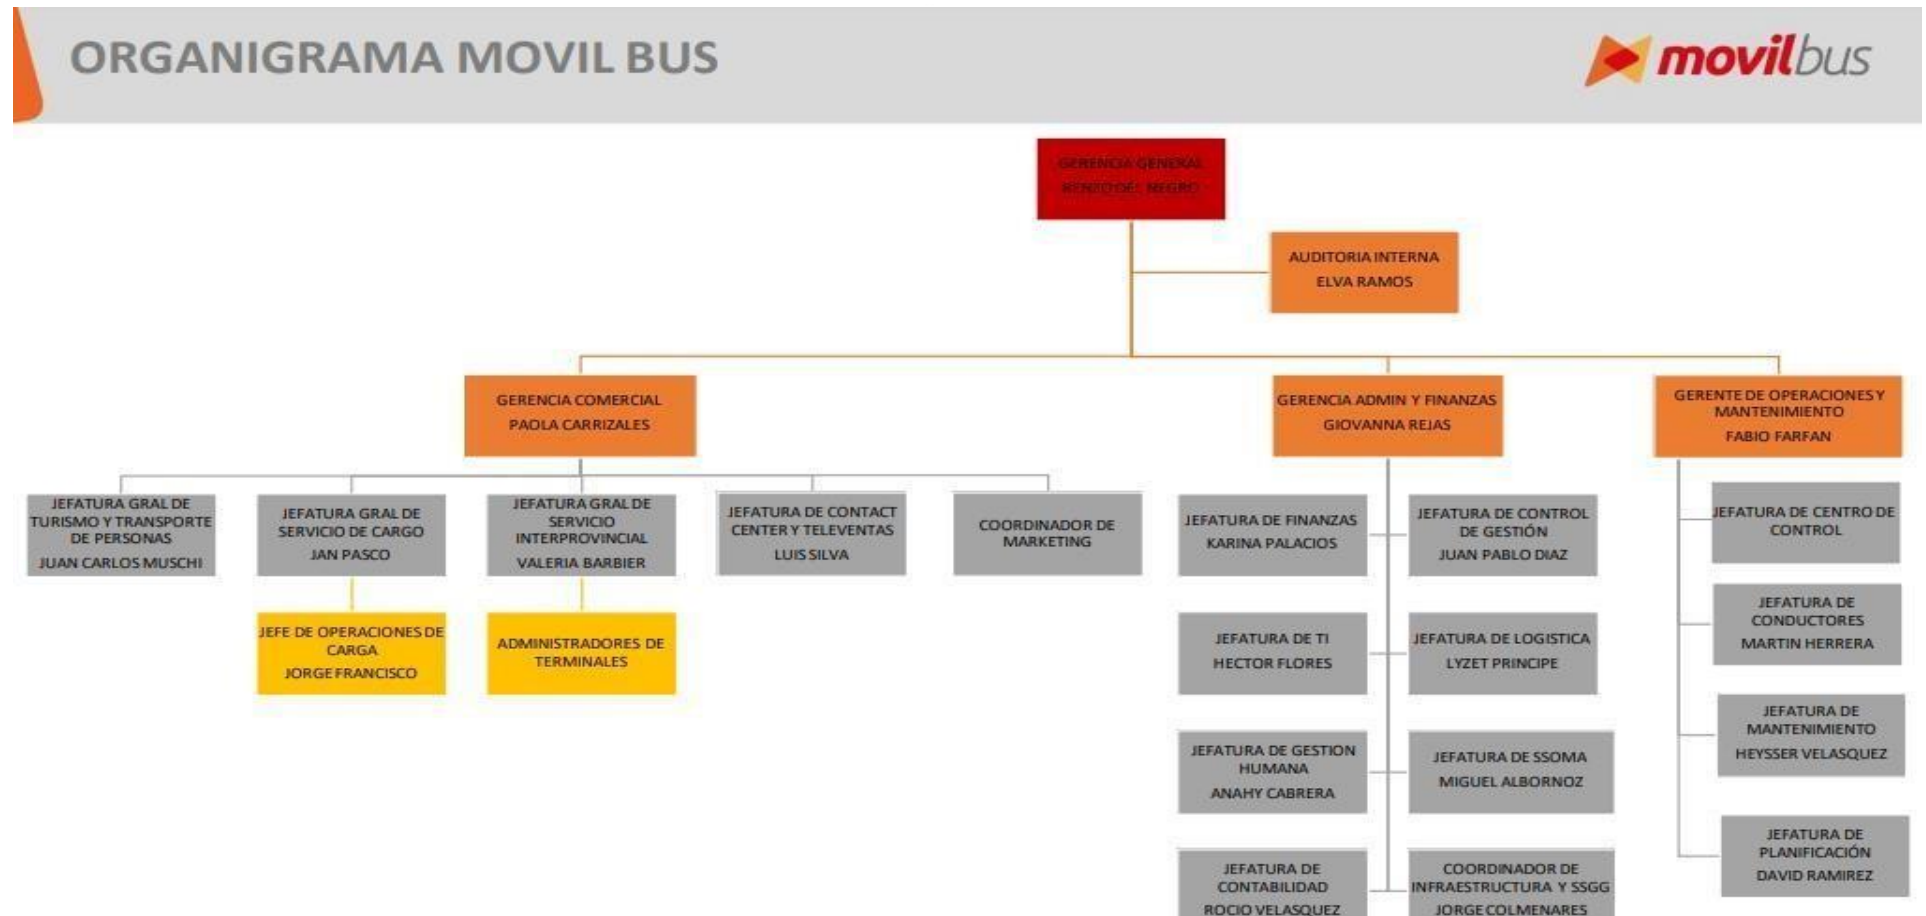 ORGANIGRAMA MOVIL BUS
movilbus
GERENCIA GENERAL
RENZO DEL NEGRO
AUDITORIA INTERNA
ELVA RAMOS
GERENCIA COMERCIAL
PAOLA CARRIZALES
GERENCIA ADMIN Y FINANZAS
GIOVANNA REJAS
GERENTE DE OPERACIONES Y
MANTENIMIENTO
FABIO FARFAN
JEFATURA GRAL DE
TURISMO Y TRANSPORTE
DE PERSONAS
JUAN CARLOS MUSCHI
JEFATURA GRAL DE
SERVICIO DE CARGO
JAN PASCO
JEFATURA GRAL DE
SERVICIO
INTERPROVINCIAL
VALERIA BARBIER
JEFATURA DE CONTACT
CENTER Y TELEVENTAS
LUIS SILVA
COORDINADOR DE
MARKETING
JEFE DE OPERACIONES DE
CARGA
JORGE FRANCISCO
ADMINISTRADORES DE
TERMINALES
JEFATURA DE FINANZAS
KARINA PALACIOS
JEFATURA DE CONTROL
DE GESTIÓN
JUAN PABLO DIAZ
JEFATURA DE TI
HECTOR FLORES
JEFATURA DE LOGISTICA
LYZET PRINCIPE
JEFATURA DE GESTION
HUMANA
ANAHY CABRERA
JEFATURA DE SSOMA
MIGUEL ALBORNOZ
JEFATURA DE
CONTABILIDAD
ROCIO VELASQUEZ
COORDINADOR DE
INFRAESTRUCTURA Y SSGG
JORGE COLMENARES
JEFATURA DE CENTRO DE
CONTROL
JEFATURA DE
CONDUCTORES
MARTIN HERRERA
JEFATURA DE
MANTENIMIENTO
HEYSSER VELASQUEZ
JEFATURA DE
PLANIFICACIÓN
DAVID RAMIREZ